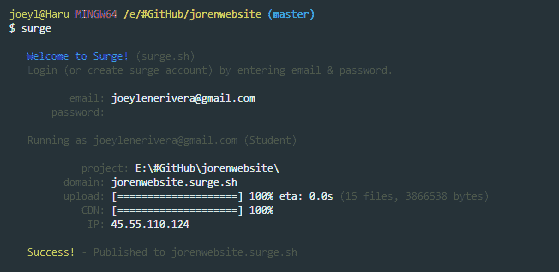 joeyl@Haru MINGW64 /e/#GitHub/jorenwebsite (master)
$ surge
Welcome to Surge! (surge.sh)
Login (or create surge account) by entering email & password.
email: joeylenerivera@gmail.com
password:
Running as joeylenerivera@gmail.com (Student)
project: E:\#GitHub\jorenwebsite\
domain: jorenwebsite.surge.sh
upload: [====================] 100% eta: 0.0s (15 files, 3866538 bytes)
CDN: [====================] 100%
IP: 45.55.110.124
Success! - Published to jorenwebsite.surge.sh